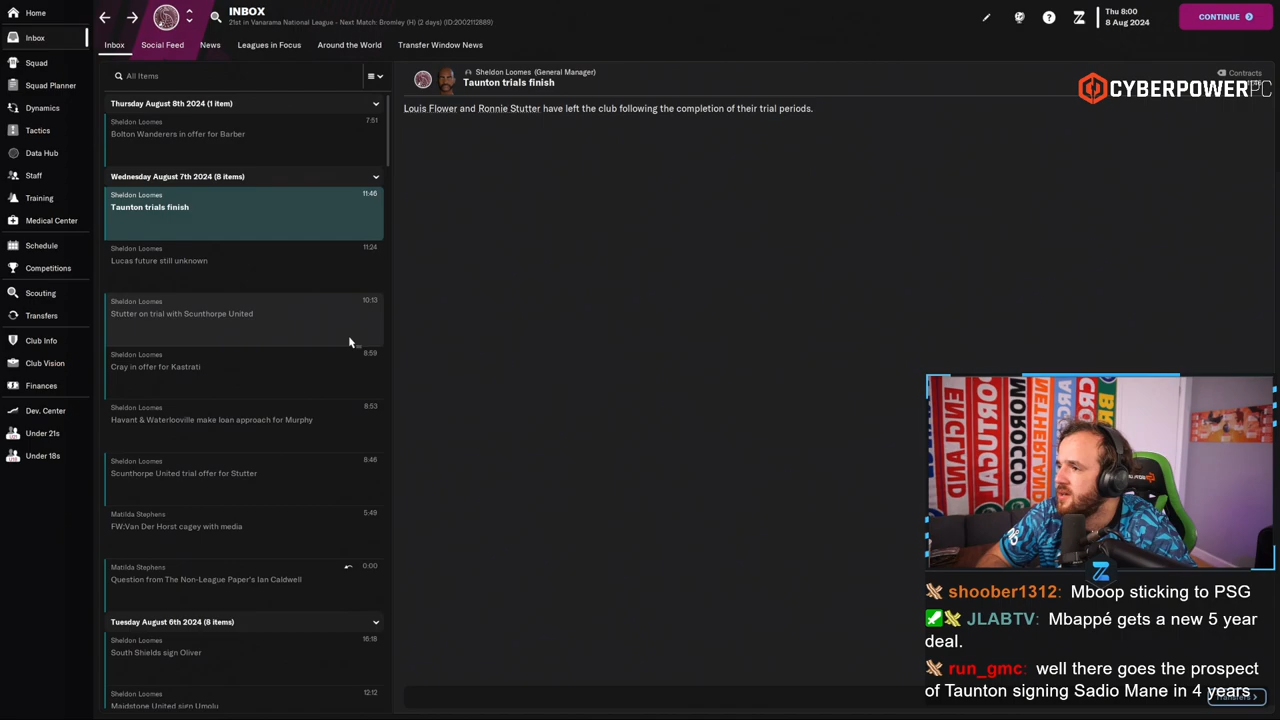 Home
INBOX
21st in Vanarama National League - Next Match: Bromley (H) (2 days) (ID:2002112889)
Thu 8:00
8 Aug 2024
CONTINUE
Inbox
Squad
Squad Planner
Dynamics
Tactics
Data Hub
Staff
Training
Medical Center
Schedule
Competitions
Scouting
Transfers
Club Info
Club Vision
Finances
Dev. Center
Under 21s
Under 18s
Inbox
Social Feed
News
Leagues in Focus
Around the World
Transfer Window News
All Items
Thursday August 8th 2024 (1 item)
Sheldon Loomes
7:51
Bolton Wanderers in offer for Barber
Wednesday August 7th 2024 (8 items)
Sheldon Loomes
11:46
Taunton trials finish
Sheldon Loomes
11:24
Lucas future still unknown
Sheldon Loomes
10:13
Stutter on trial with Scunthorpe United
Sheldon Loomes
8:59
Cray in offer for Kastrati
Sheldon Loomes
8:53
Havant & Waterlooville make loan approach for Murphy
Sheldon Loomes
8:46
Scunthorpe United trial offer for Stutter
Matilda Stephens
5:49
FW:Van Der Horst cagey with media
Matilda Stephens
0:00
Question from The Non-League Paper's Ian Caldwell
Tuesday August 6th 2024 (8 items)
Sheldon Loomes
16:18
South Shields sign Oliver
Sheldon Loomes
12:12
Maidstone United sign Umolu
Sheldon Loomes (General Manager)
Contracts
Taunton trials finish
Louis Flower and Ronnie Stutter have left the club following the completion of their trial periods.
CYBERPOWERPC
ENGLAND
PORTUGAL
MOROCCO
NETHERLAND
shoober1312: Mboop sticking to PSG
JLABTV: Mbappé gets a new 5 year
deal.
run_gmc: well there goes the prospect
of Taunton signing Sadio Mane in 4 years
Transfers